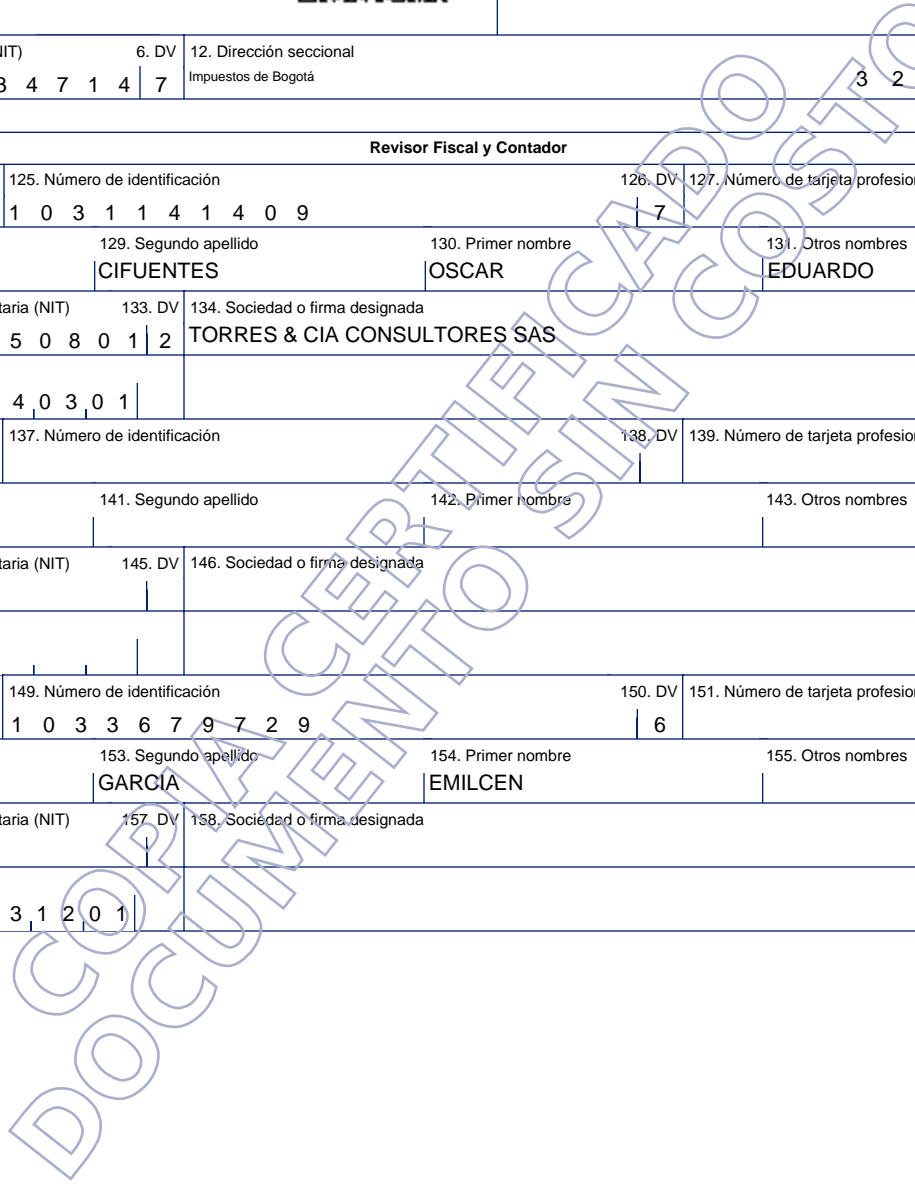 NIT) 6. DV 12. Dirección seccional
3 4 7 1 4 7 Impuestos de Bogotá 3 2
Revisor Fiscal y Contador
125. Número de identificación 126. DV 127. Número de tarjeta profesion
1 0 3 1 1 4 1 4 0 9 7
129. Segundo apellido 130. Primer nombre 131. Otros nombres
CIFUENTES OSCAR EDUARDO
taria (NIT) 133. DV 134. Sociedad o firma designada
5 0 8 0 1 2 TORRES & CIA CONSULTORES SAS
4 0 3 0 1
137. Número de identificación 138. DV 139. Número de tarjeta profesion
141. Segundo apellido 142. Primer nombre 143. Otros nombres
taria (NIT) 145. DV 146. Sociedad o firma designada
149. Número de identificación 150. DV 151. Número de tarjeta profesion
1 0 3 3 6 7 9 7 2 9 6
153. Segundo apellido 154. Primer nombre 155. Otros nombres
GARCIA EMILCEN
taria (NIT) 157. DV 158. Sociedad o firma designada
3 1 2 0 1
COPIA CERTIFICADO
DOCUMENTO SIN COSTO